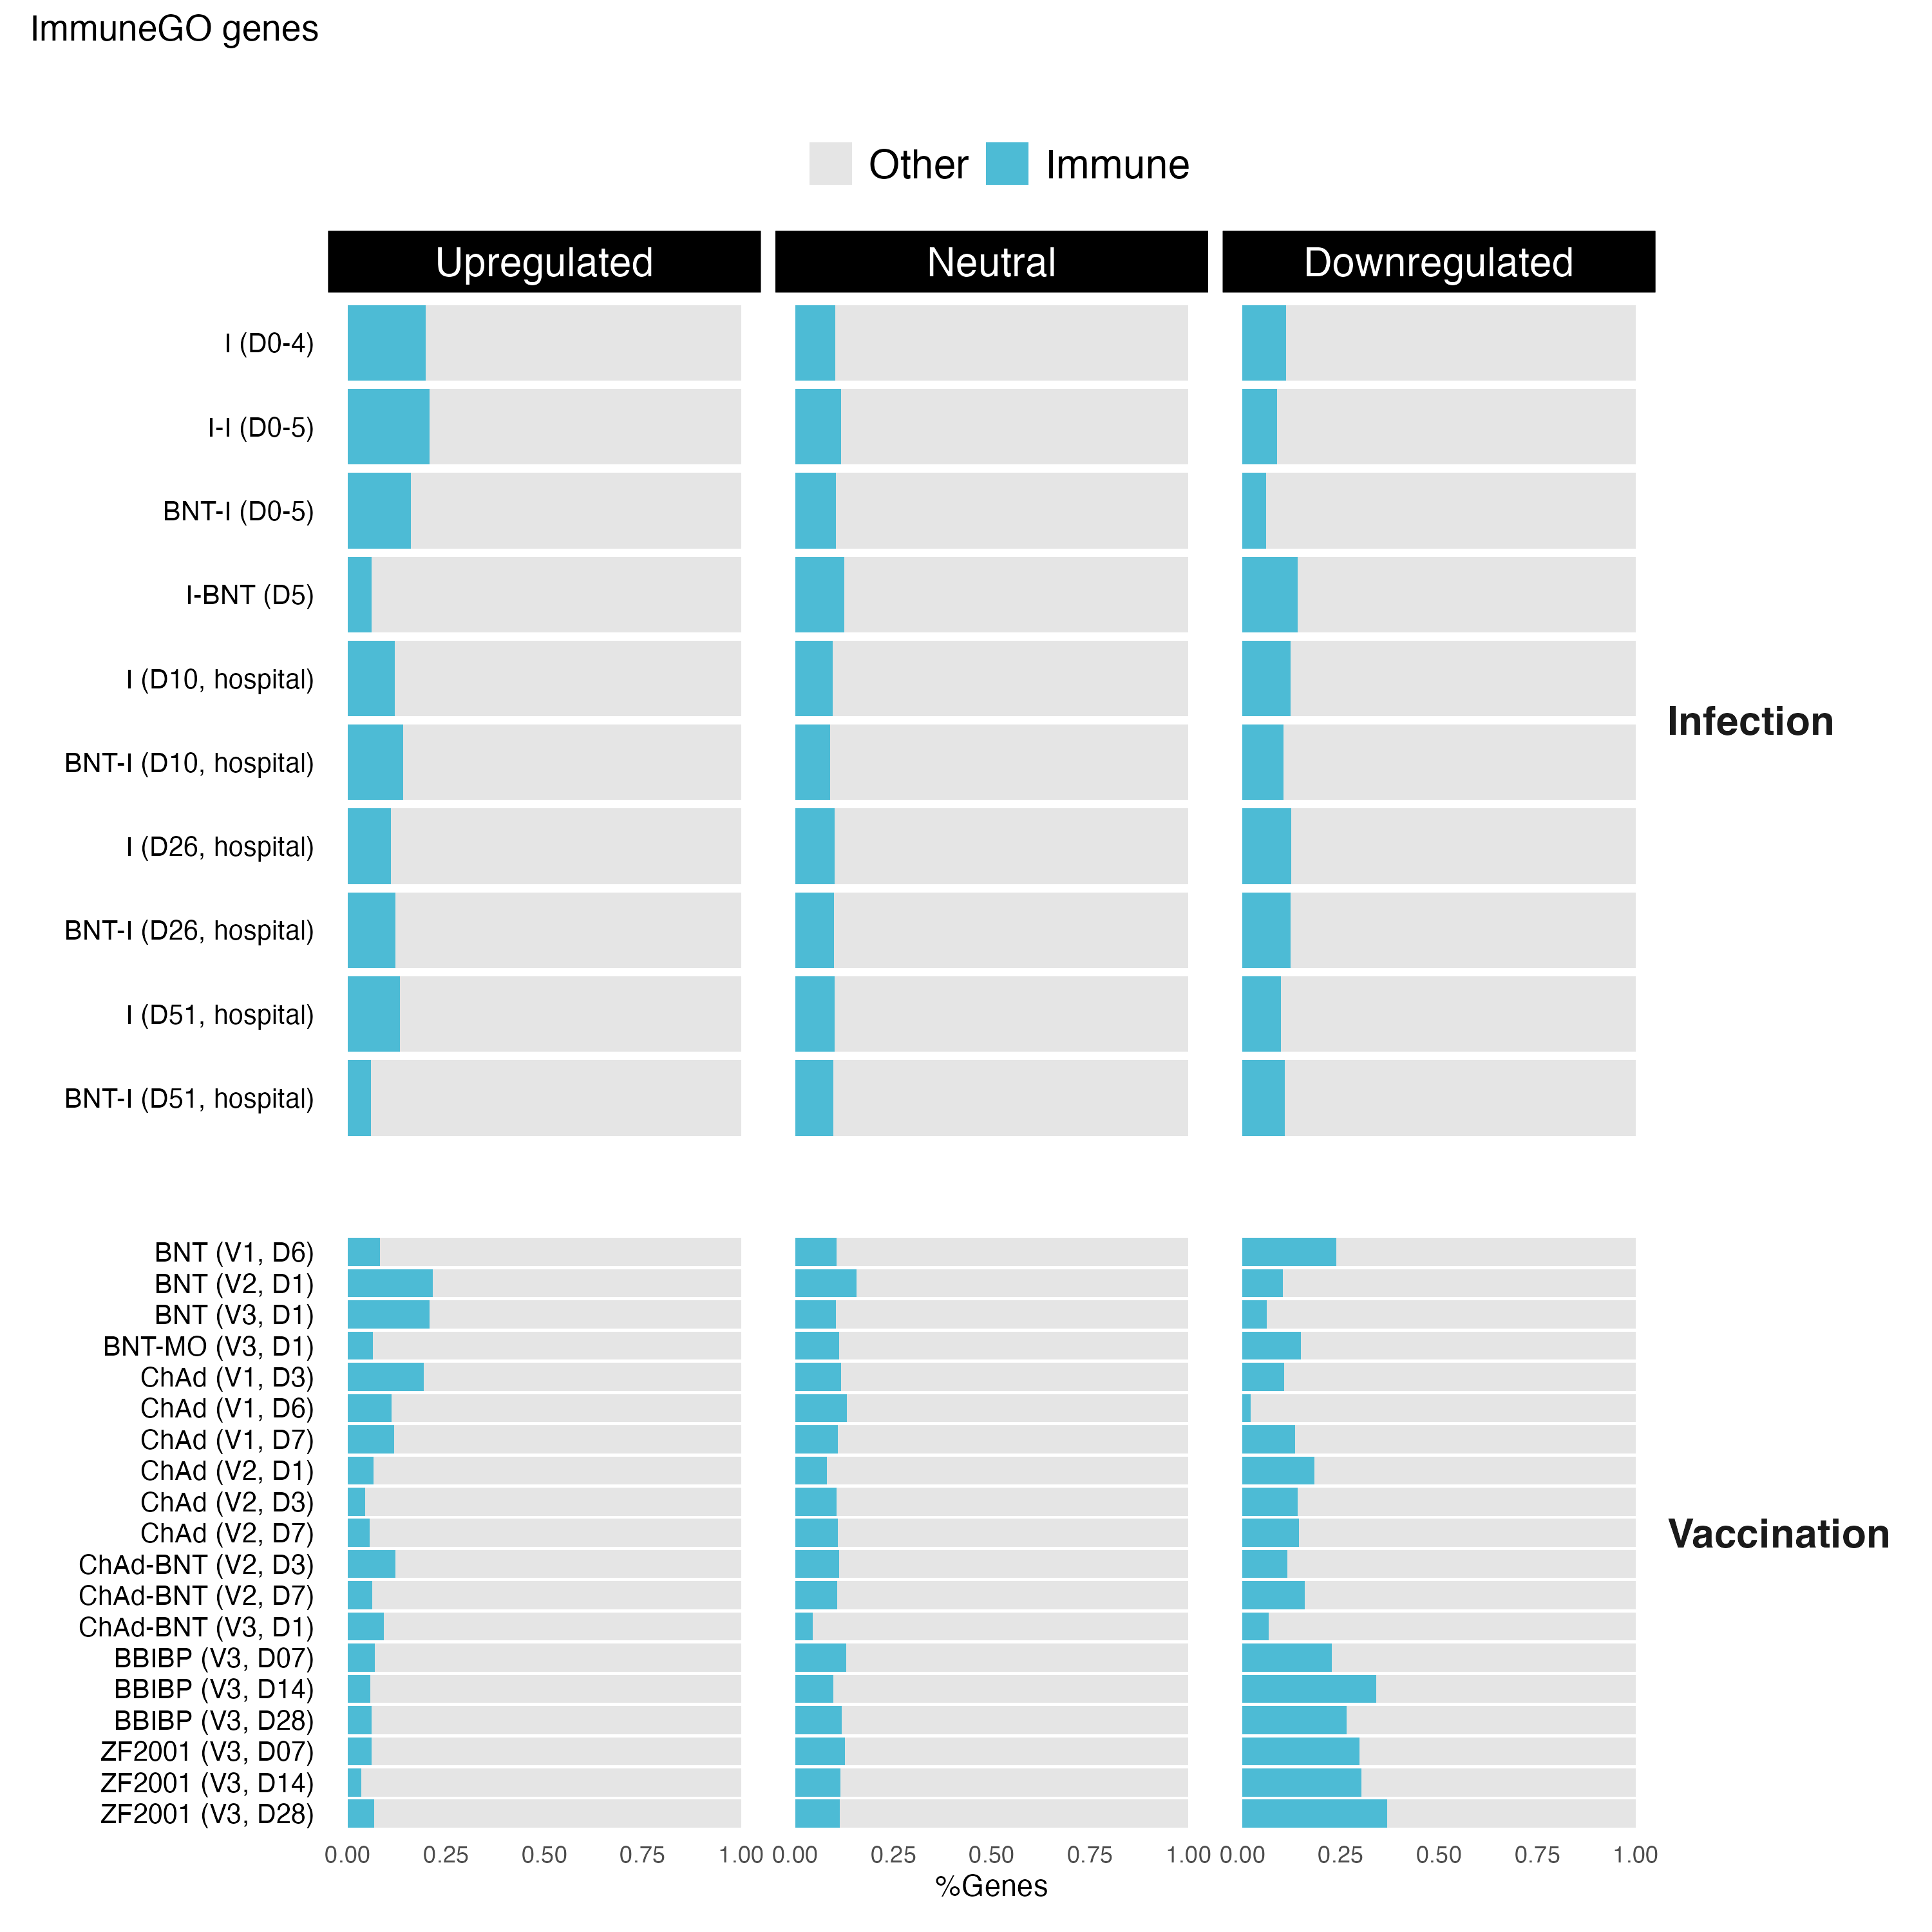 ImmuneGO genes
Other Immune
Upregulated Neutral Downregulated
I (D0-4)
I-I (D0-5)
BNT-I (D0-5)
I-BNT (D5)
I (D10, hospital)
BNT-I (D10, hospital)
I (D26, hospital)
BNT-I (D26, hospital)
I (D51, hospital)
BNT-I (D51, hospital)
Infection
BNT (V1, D6)
BNT (V2, D1)
BNT (V3, D1)
BNT-MO (V3, D1)
ChAd (V1, D3)
ChAd (V1, D6)
ChAd (V1, D7)
ChAd (V2, D1)
ChAd (V2, D3)
ChAd (V2, D7)
ChAd-BNT (V2, D3)
ChAd-BNT (V2, D7)
ChAd-BNT (V3, D1)
BBIBP (V3, D07)
BBIBP (V3, D14)
BBIBP (V3, D28)
ZF2001 (V3, D07)
ZF2001 (V3, D14)
ZF2001 (V3, D28)
Vaccination
0.00 0.25 0.50 0.75 1.00 0.00 0.25 0.50 0.75 1.00 0.00 0.25 0.50 0.75 1.00
%Genes